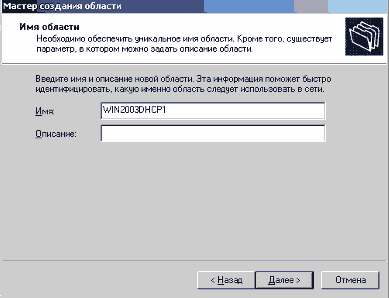 Мастер создания области
Имя области
Необходимо обеспечить уникальное имя области. Кроме того, существует
параметр, в котором можно задать описание области.
Введите имя и описание новой области. Эта информация поможет быстро
идентифицировать, какую именно область следует использовать в сети.
Имя: WIN2003DHCP1
Описание:
< Назад Далее > Отмена